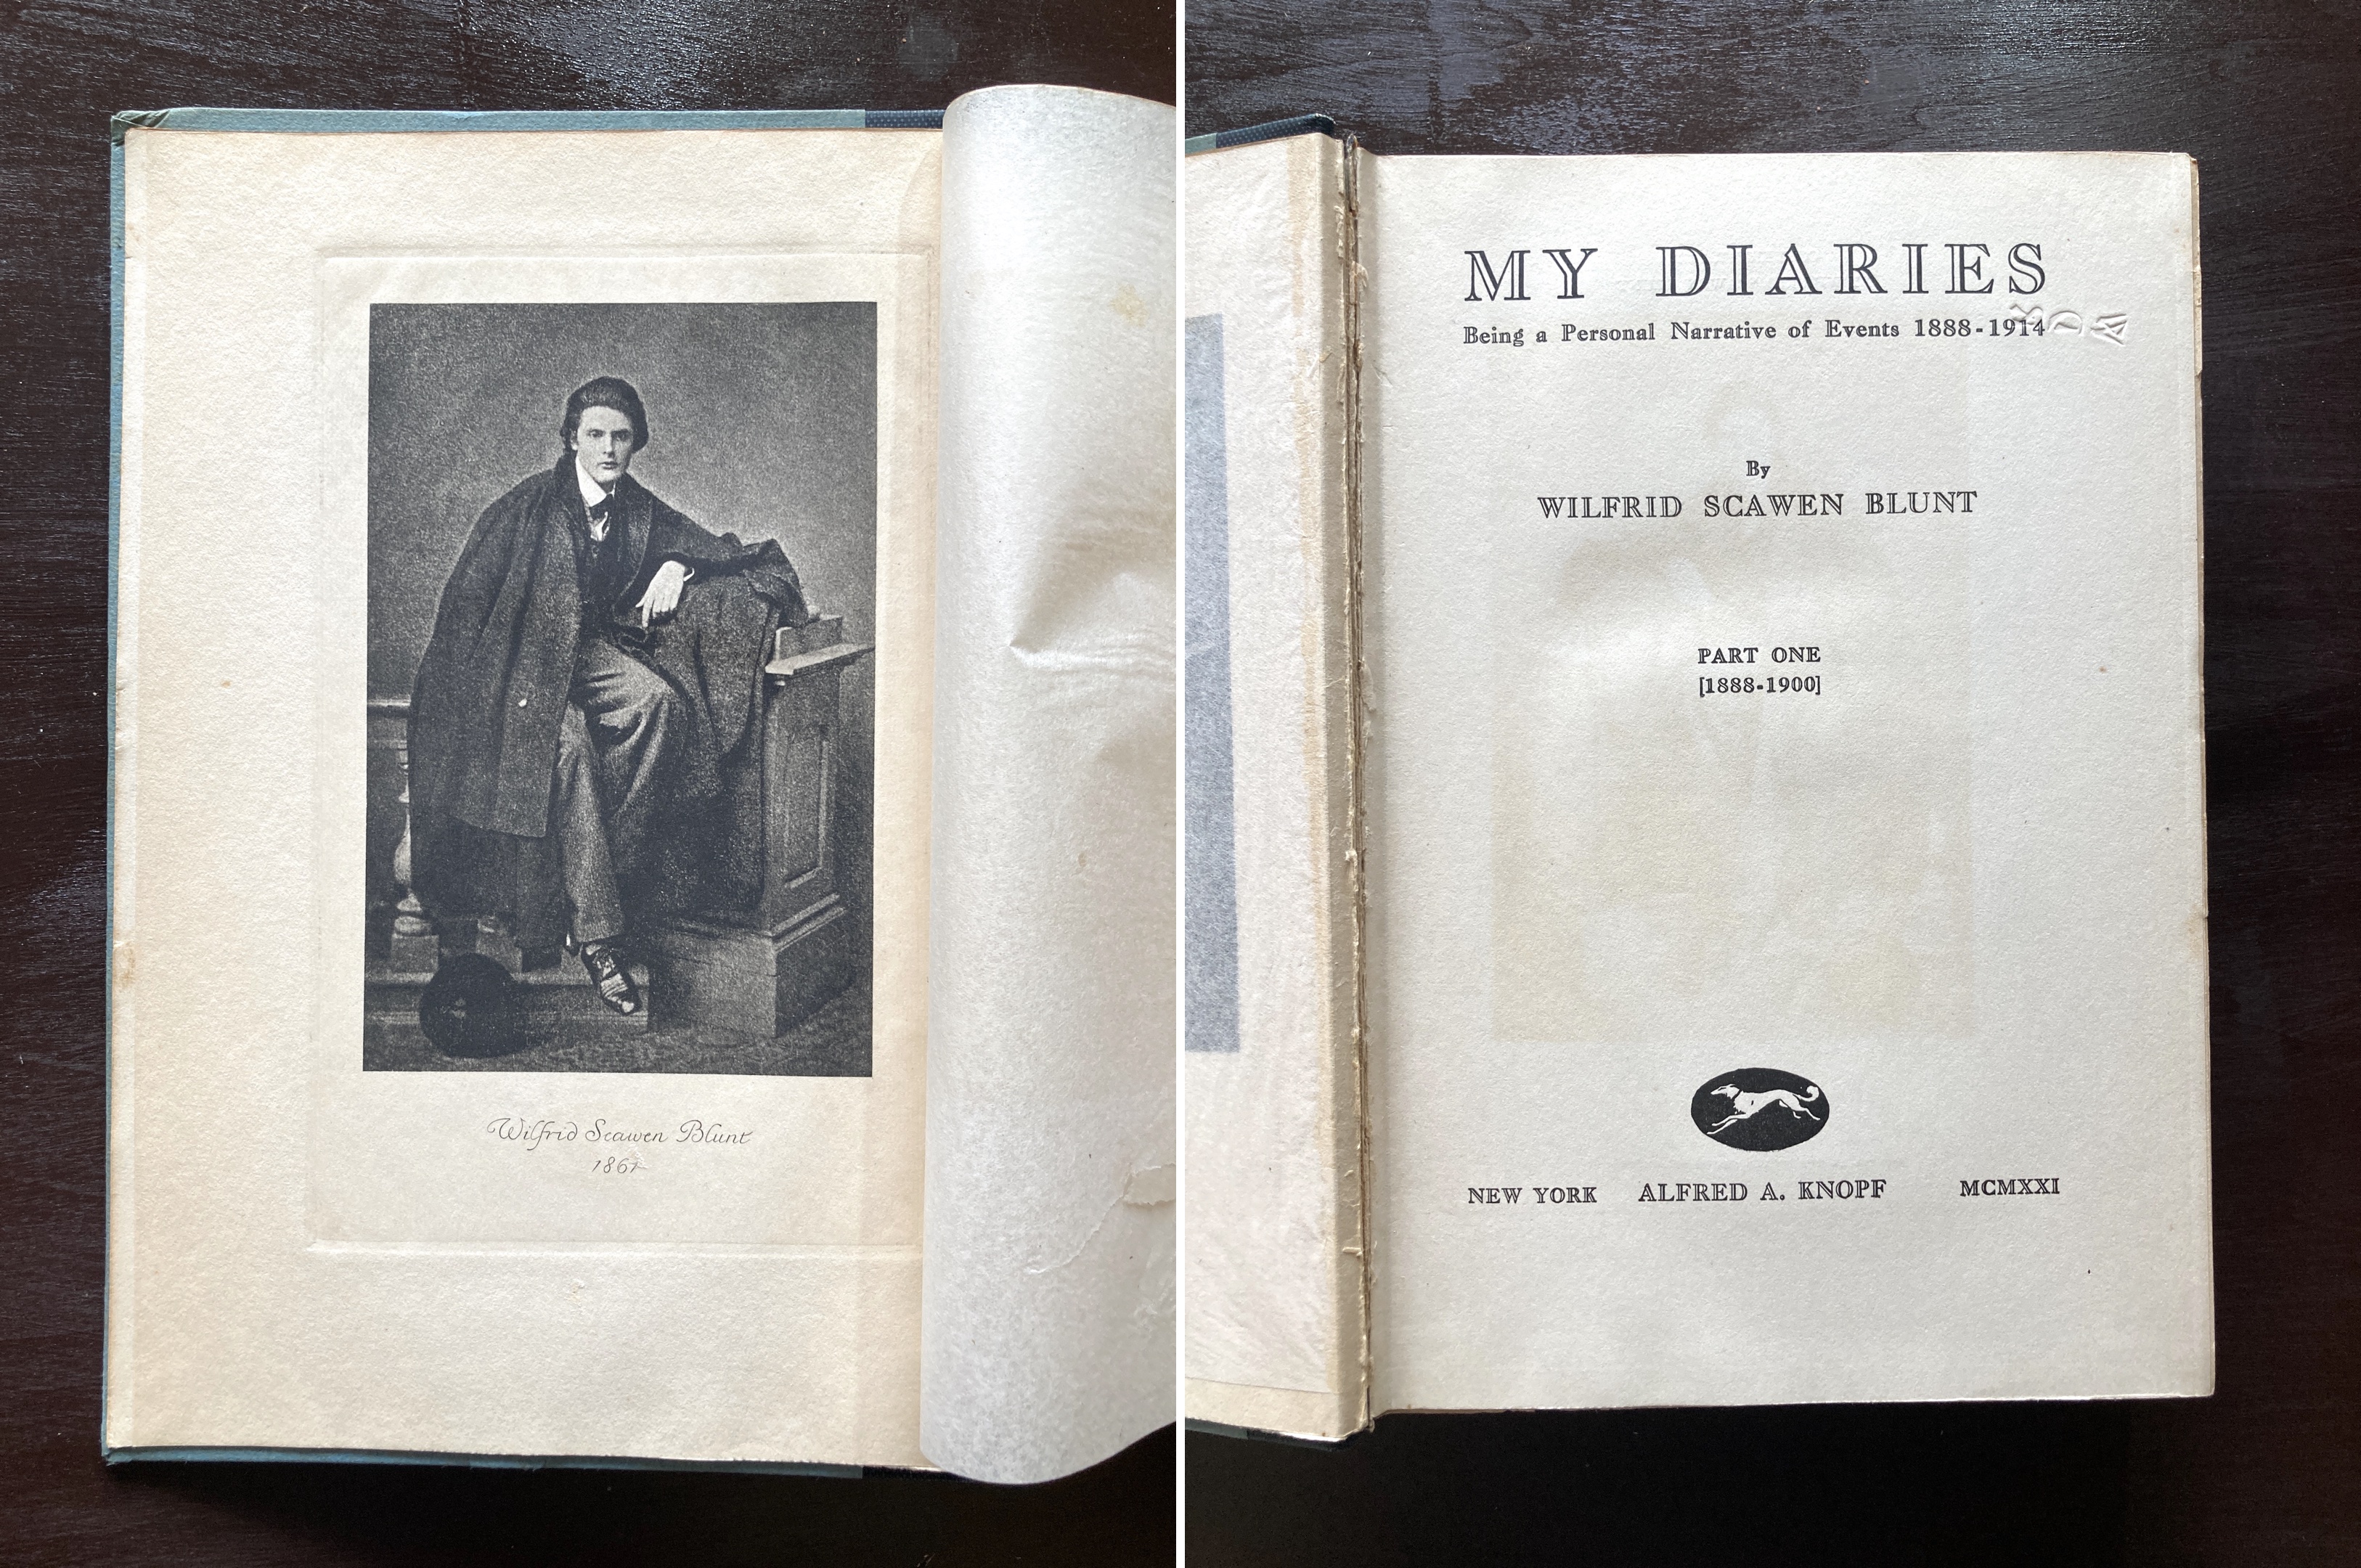 Wilfrid Scawen Blunt
1861
MY DIARIES
Being a Personal Narrative of Events 1888-1914
By
WILFRID SCAWEN BLUNT
PART ONE
[1888-1900]
NEW YORK ALFRED A. KNOPF MCMXXI